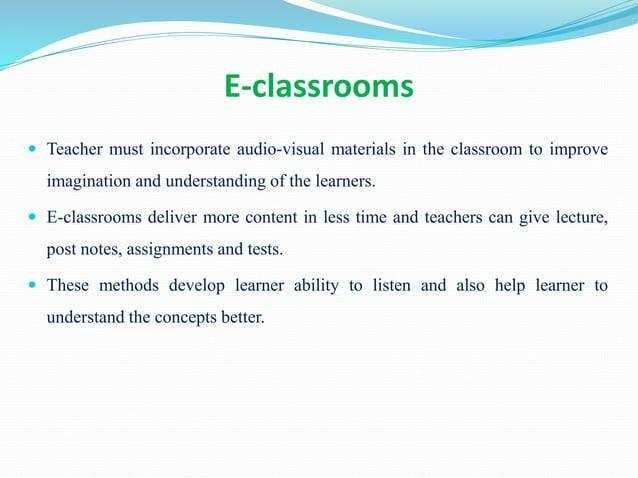 E-classrooms
Teacher must incorporate audio-visual materials in the classroom to improve
imagination and understanding of the learners.
E-classrooms deliver more content in less time and teachers can give lecture,
post notes, assignments and tests.
These methods develop learner ability to listen and also help learner to
understand the concepts better.